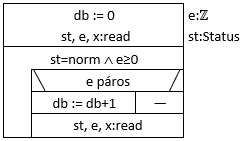 db := 0
e:ℤ
st, e, x:read
st:Status
st=norm ∧ e≥0
e páros
db := db+1
—
st, e, x:read